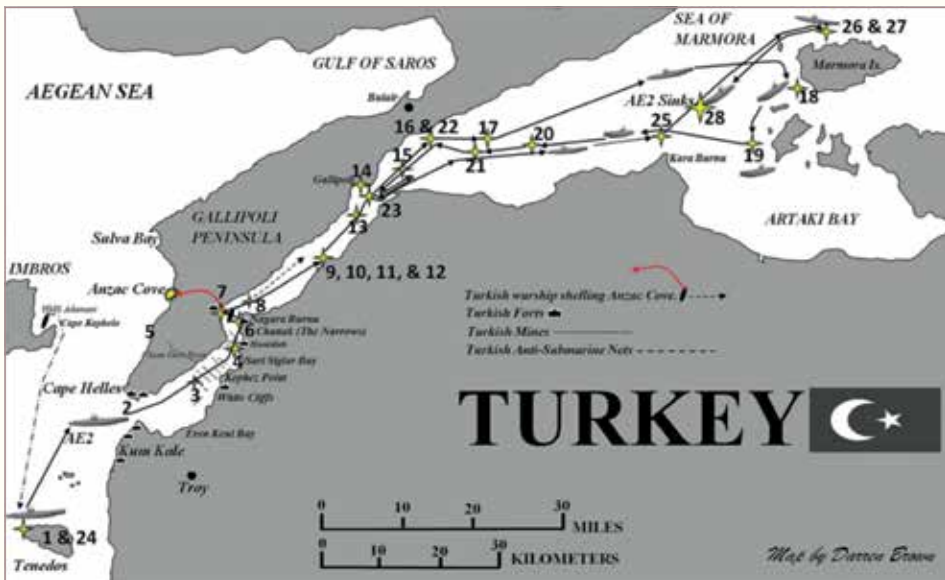 SEA OF
MARMORA
26 & 27
Marmora Is.
GULF OF SAROS
AEGEAN SEA
Bulair
AE2 Sinks
18
28
16 & 22
17
20
25
15
21
19
Kara Burnu
14
Gallipoli
23
GALLIPOLI
PENINSULA
13
ARTAKI BAY
Sulva Bay
IMBROS
9, 10, 11, & 12
Anzac Cove
7
8
Turkish warship shelling Anzac Cove
Nagara Burnu
Turkish Forts
Cape Kephela
5
6
Chanak (The Narrows)
Turkish Mines
4
Sari Siglar Bay
Turkish Anti-Submarine Nets
Kephez Point
Cape Helles
3
White Cliffs
2
TURKEY
AE2
Eren Keui Bay
Kum Kale
Troy
0 10 20 30
MILES
1 & 24
0 10 20 30
KILOMETERS
Tenedos
Map by Darren Brown